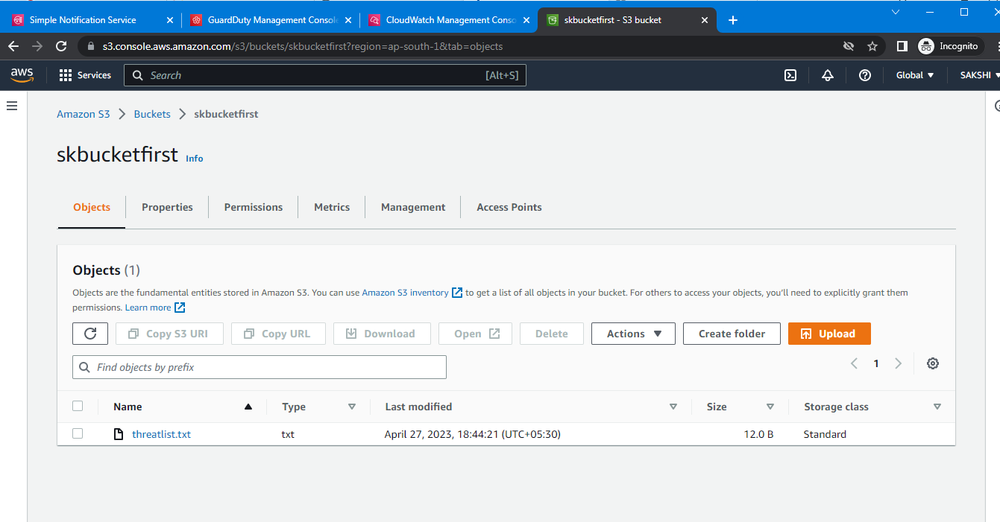 Simple Notification Service GuardDuty Management Console CloudWatch Management Conso skbucketfirst - S3 bucket
s3.console.aws.amazon.com/s3/buckets/skbucketfirst?region=ap-south-1&tab=objects Incognito
aws Services Search [Alt+S] Global SAKSHI
Amazon S3 Buckets skbucketfirst
skbucketfirst Info
Objects Properties Permissions Metrics Management Access Points
Objects (1)
Objects are the fundamental entities stored in Amazon S3. You can use Amazon S3 inventory to get a list of all objects in your bucket. For others to access your objects, you'll need to explicitly grant them
permissions. Learn more
Copy S3 URI Copy URL Download Open Delete Actions Create folder Upload
Find objects by prefix 1
Name Type Last modified Size Storage class
threatlist.txt txt April 27, 2023, 18:44:21 (UTC+05:30) 12.0 B Standard